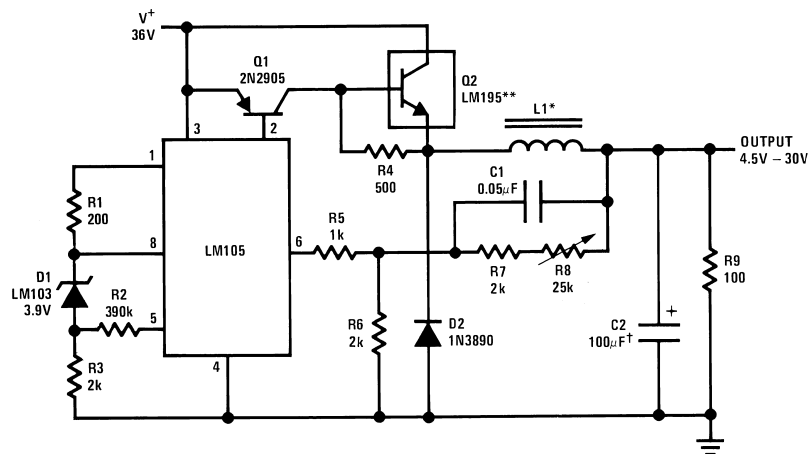 V+
36V
Q1
2N2905
Q2
LM195**
L1*
OUTPUT
4.5V – 30V
3
2
1
R4
500
C1
0.05µF
R1
200
R5
1k
8
LM105
6
R7
2k
R8
25k
R9
100
D1
LM103
3.9V
R2
390k
5
R6
2k
D2
1N3890
+
C2
100µF†
R3
2k
4